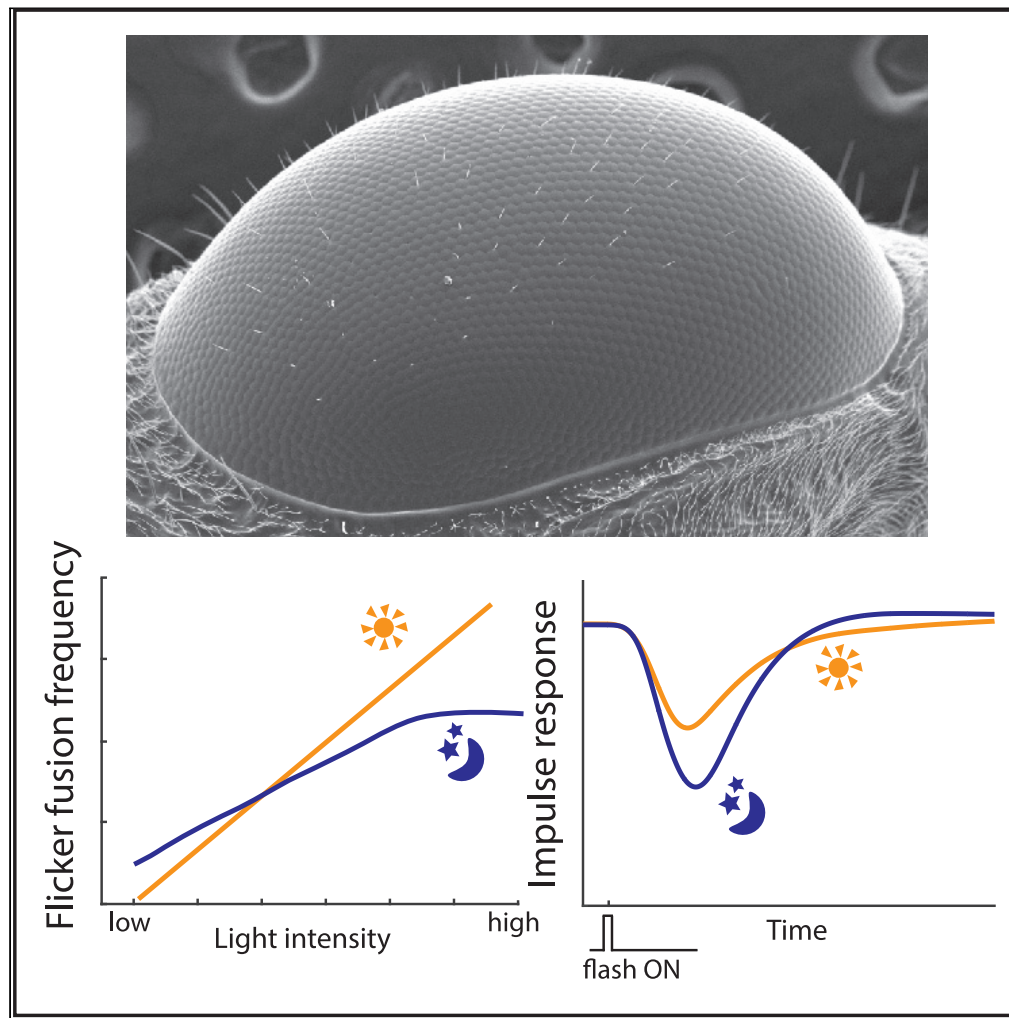 Flicker fusion frequency
low
high
Light intensity
Impulse response
Time
flash ON